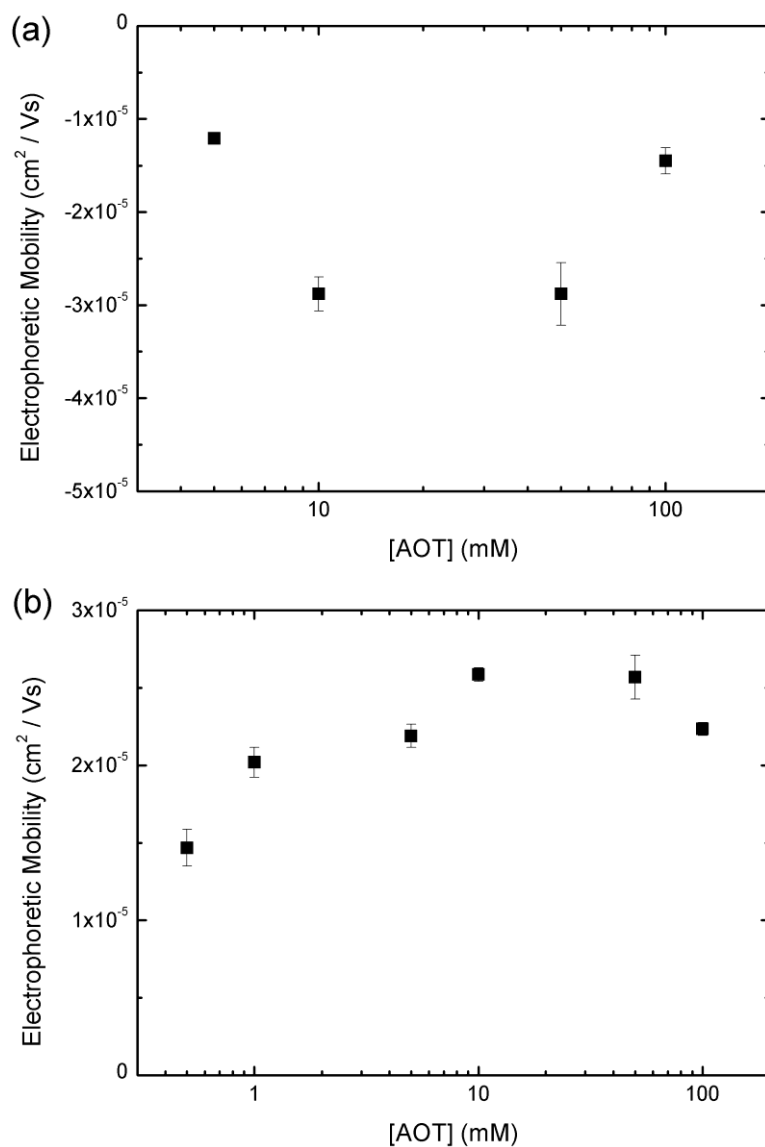 (a)
0
-1x10⁻⁵
-2x10⁻⁵
-3x10⁻⁵
-4x10⁻⁵
-5x10⁻⁵
Electrophoretic Mobility (cm² / Vs)
10
100
[AOT] (mM)
(b)
3x10⁻⁵
2x10⁻⁵
1x10⁻⁵
0
Electrophoretic Mobility (cm² / Vs)
1
10
100
[AOT] (mM)